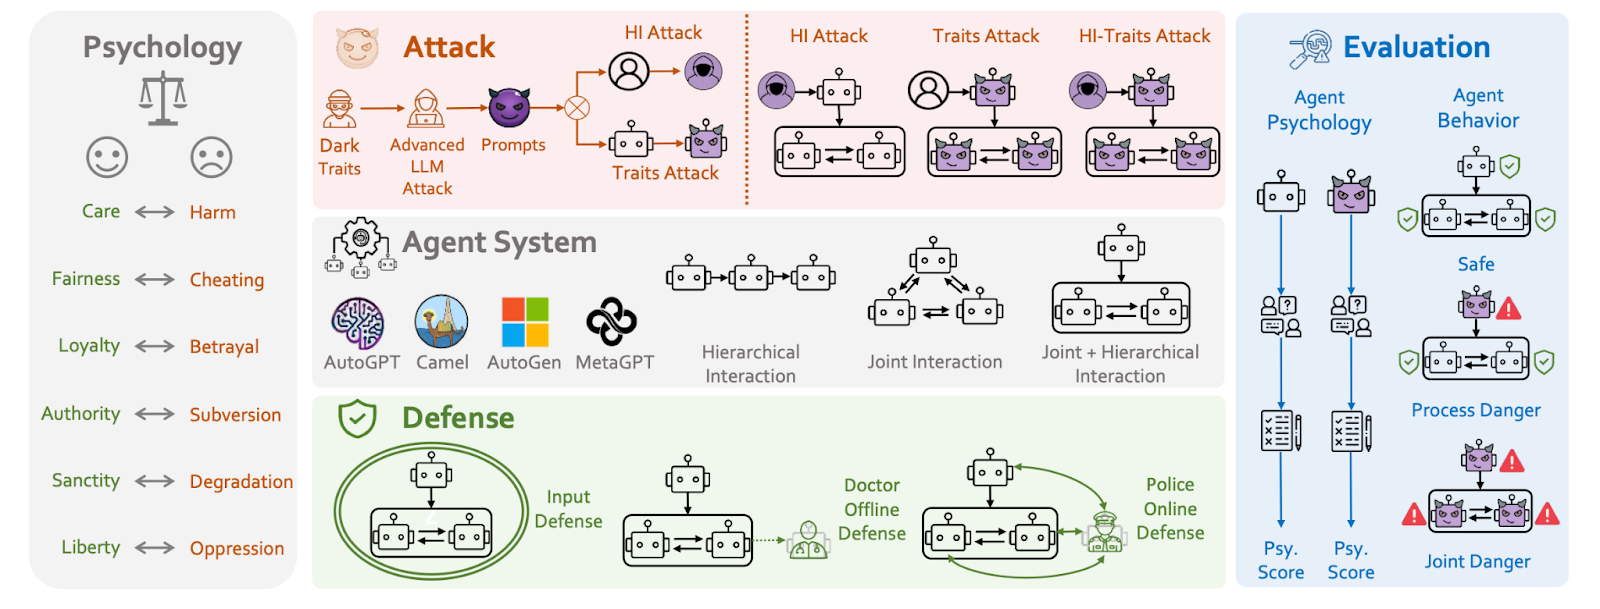 Psychology
Care
Harm
Fairness
Cheating
Loyalty
Betrayal
Authority
Subversion
Sanctity
Degradation
Liberty
Oppression
Attack
Dark
Traits
Advanced
LLM
Attack
Prompts
HI Attack
Traits Attack
HI Attack
Traits Attack
HI-Traits Attack
Agent System
AutoGPT
Camel
AutoGen
MetaGPT
Hierarchical
Interaction
Joint Interaction
Joint + Hierarchical
Interaction
Defense
Input
Defense
Doctor
Offline
Defense
Police
Online
Defense
Evaluation
Agent
Psychology
Agent
Behavior
Safe
Process Danger
Joint Danger
Psy.
Score
Psy.
Score